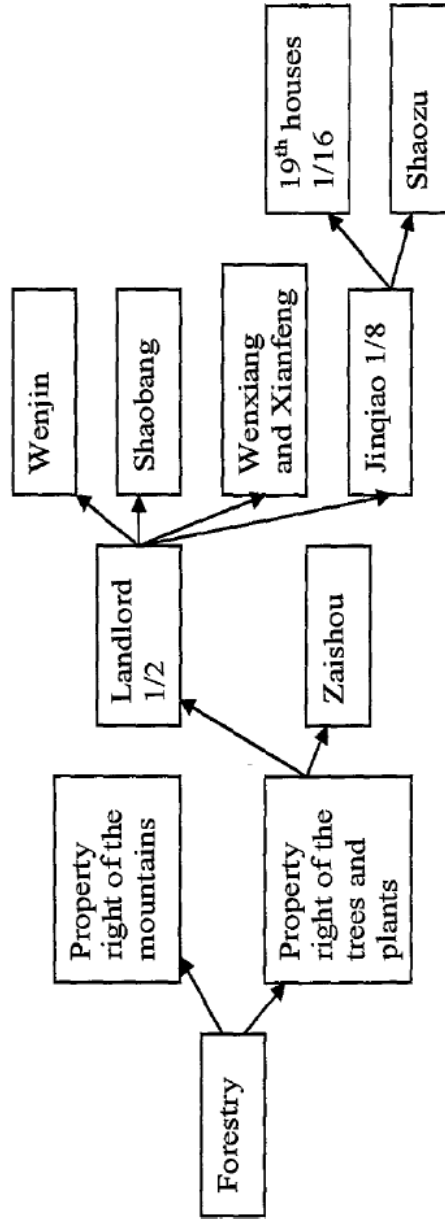 Forestry
Property
right of the
mountains
Property
right of the
trees and
plants
Landlord
1/2
Zaishou
Wenjin
Shaobang
Wenxiang
and Xianfeng
Jinqiao 1/8
19th houses
1/16
Shaozu